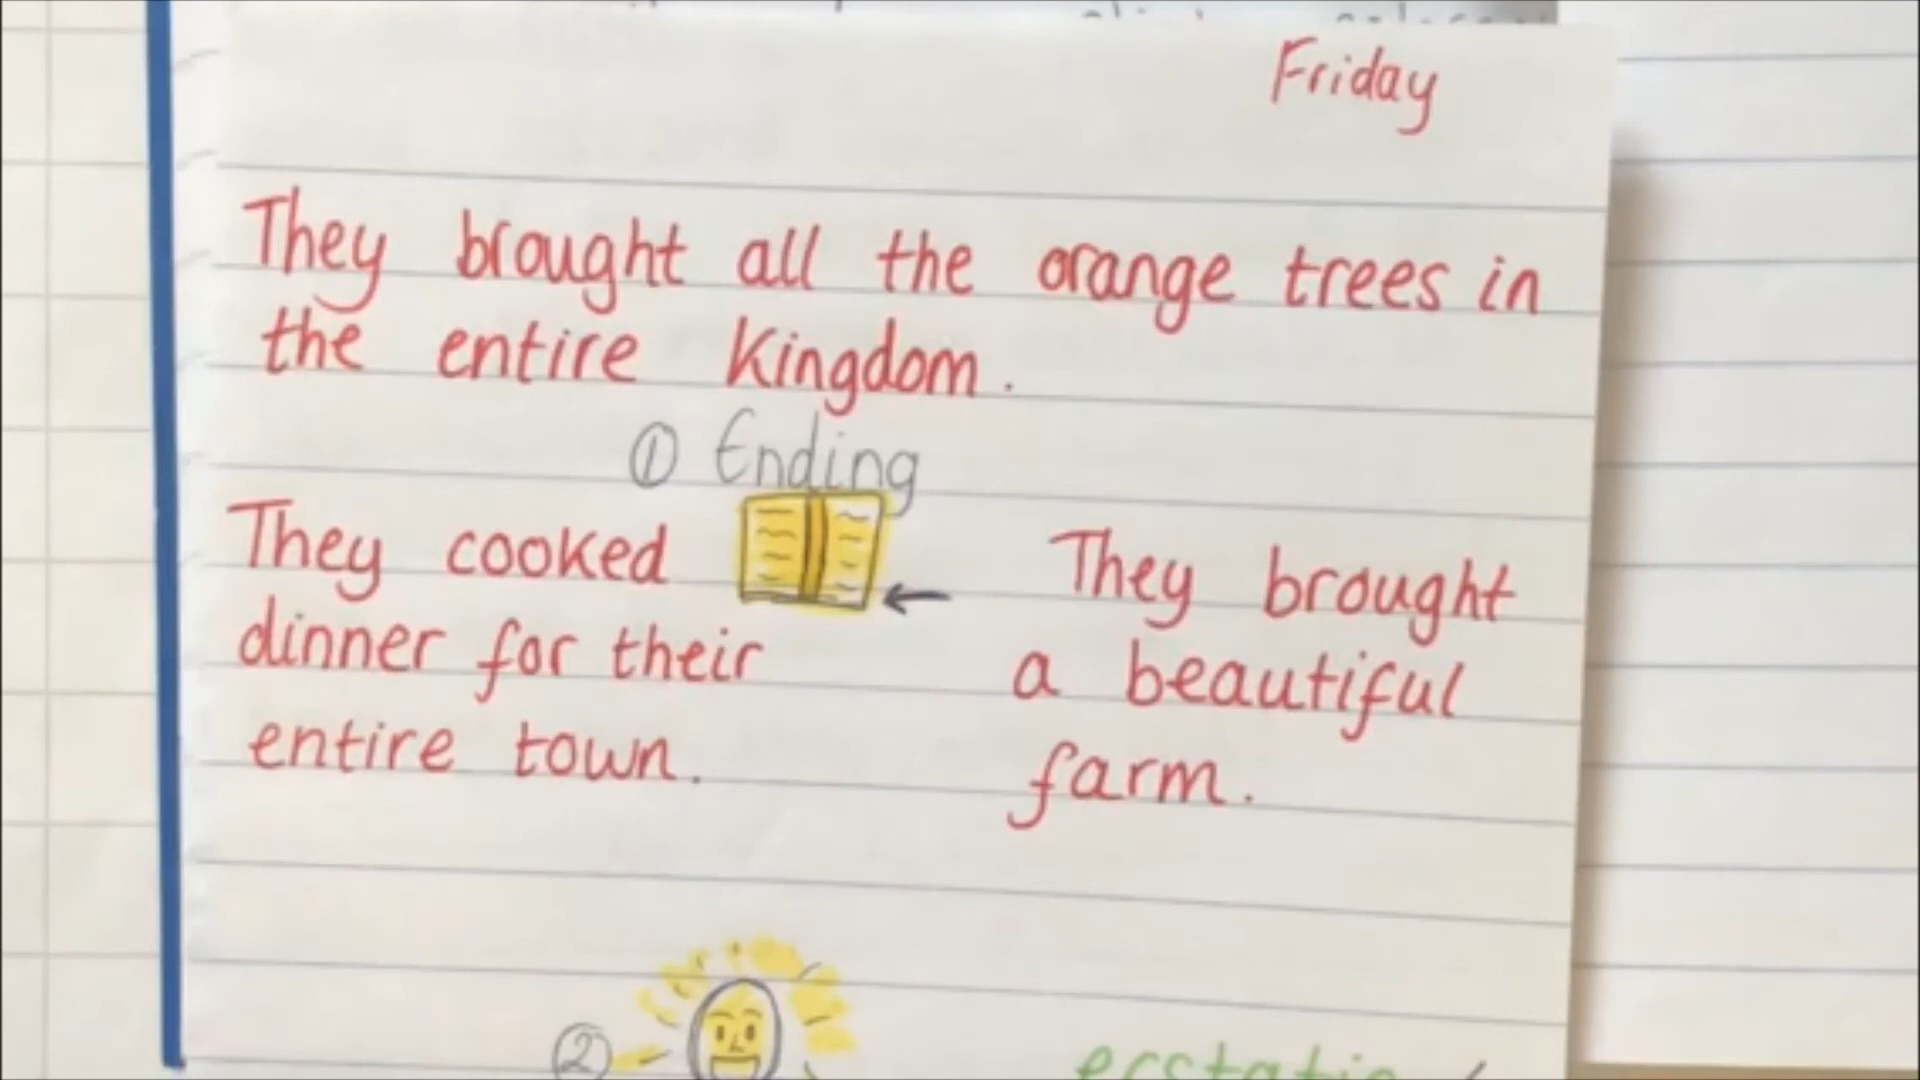 Friday
They brought all the orange trees in
the entire Kingdom.
① Ending
They cooked
dinner for their
entire town.
They brought
a beautiful
farm.
②
ecstatic